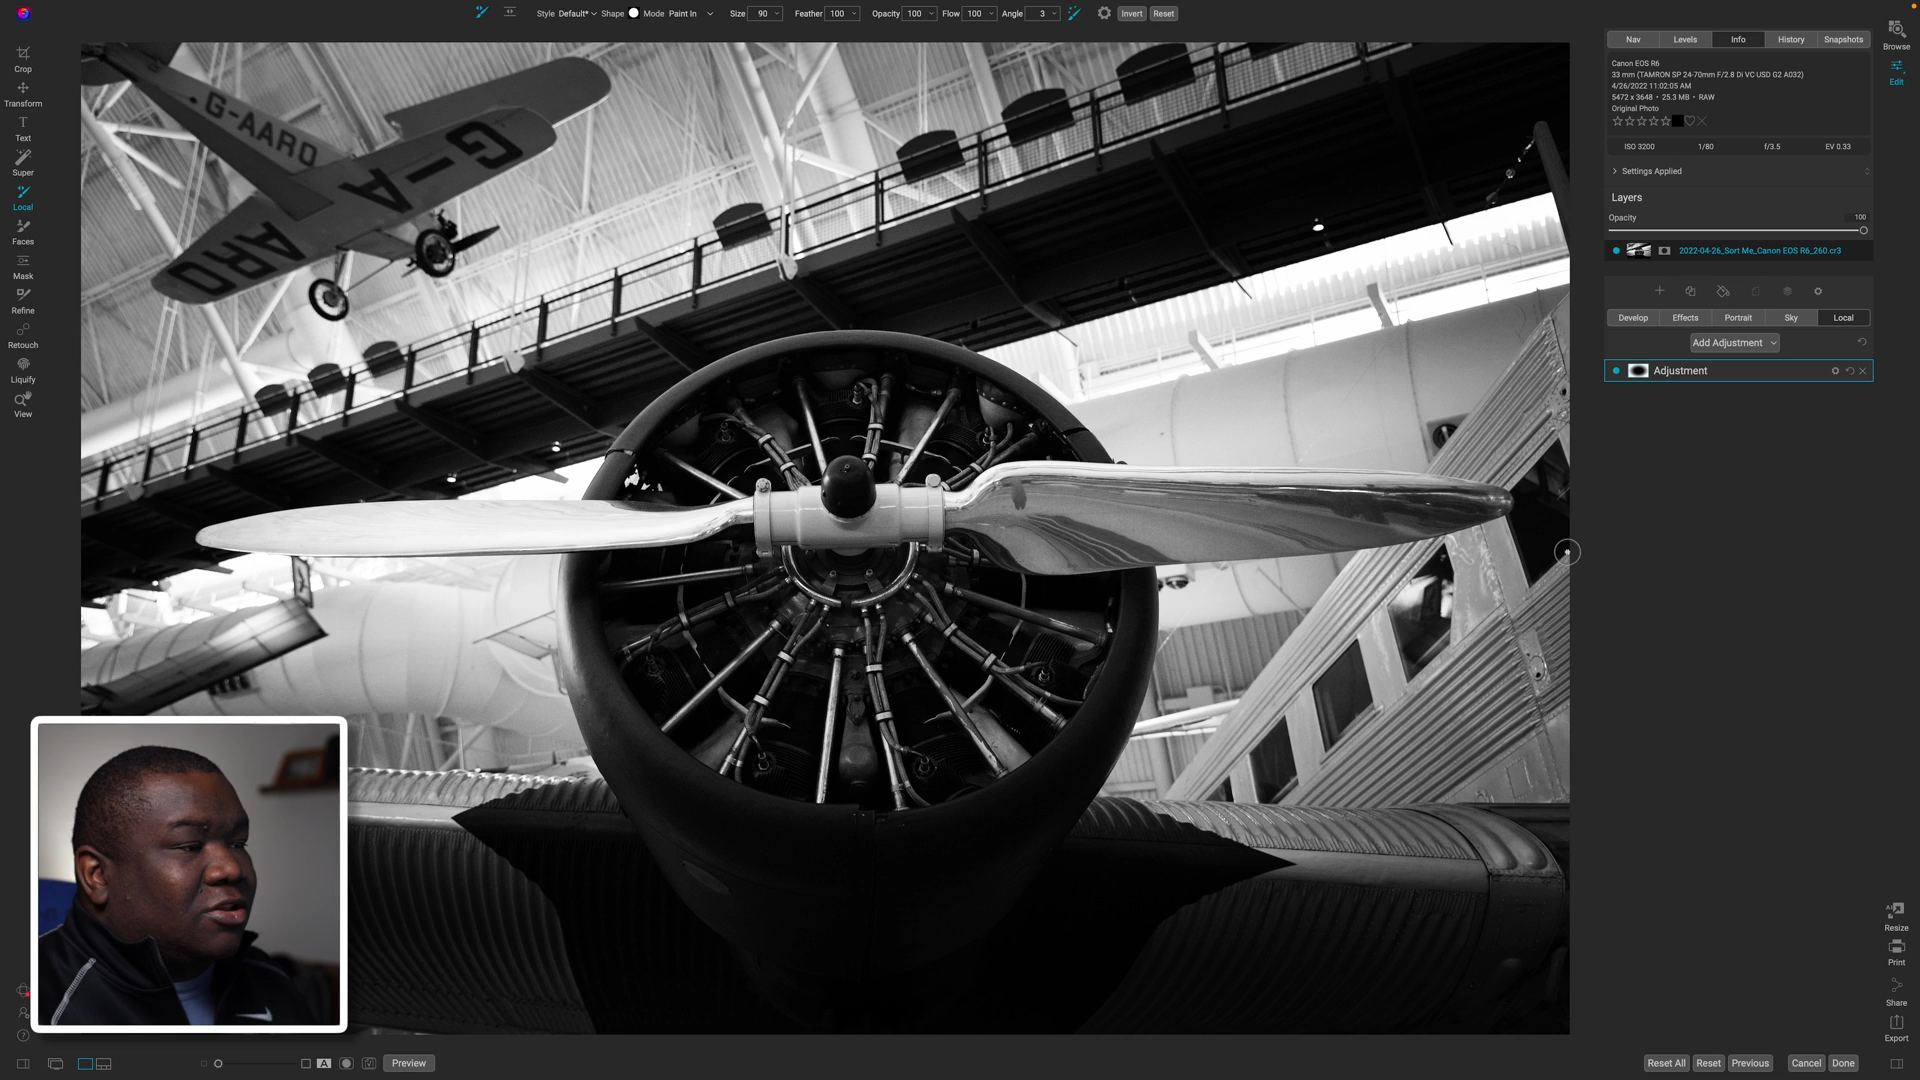 Style Default* Shape Mode Paint In Size 90 Feather 100 Opacity 100 Flow 100 Angle 3 Invert Reset
Crop
Transform
Text
Super
Local
Faces
Mask
Refine
Retouch
Liquify
View
G-AARO
G-A
ARO
Nav Levels Info History Snapshots
Canon EOS R6
33 mm (TAMRON SP 24-70mm F/2.8 Di VC USD G2 A032)
4/26/2022 11:02:05 AM
5472 x 3648 • 25.3 MB • RAW
Original Photo
ISO 3200 1/80 f/3.5 EV 0.33
Settings Applied
Layers
Opacity 100
2022-04-26_Sort Me_Canon EOS R6_260.cr3
Develop Effects Portrait Sky Local
Add Adjustment
Adjustment
Browse
Edit
Resize
Print
Share
Export
A Preview
Reset All Reset Previous Cancel Done